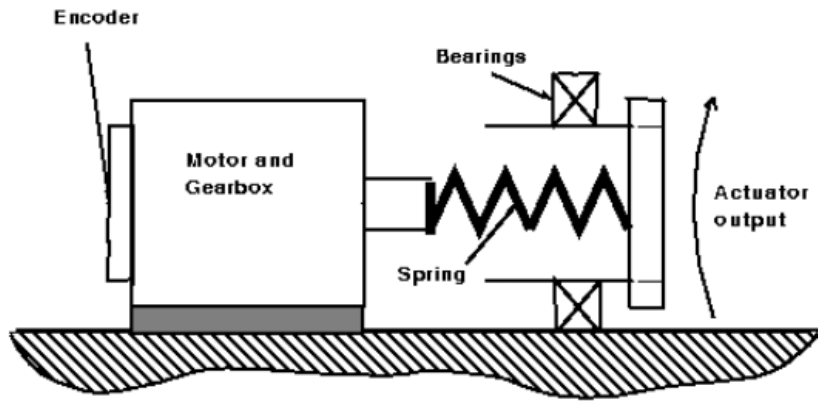 Encoder
Bearings
Motor and
Gearbox
Actuator
output
Spring